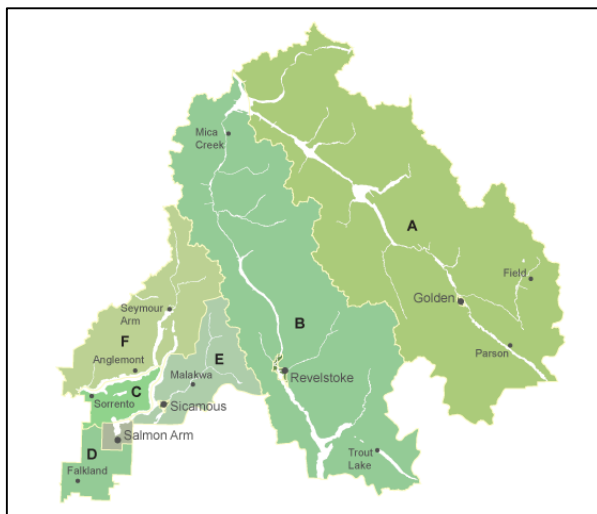 Mica
Creek
A
Field
Golden
Seymour
Arm
B
F
Parson
Anglemont
E
Malakwa
Revelstoke
C
Sorrento
Sicamous
Salmon Arm
D
Trout
Lake
Falkland